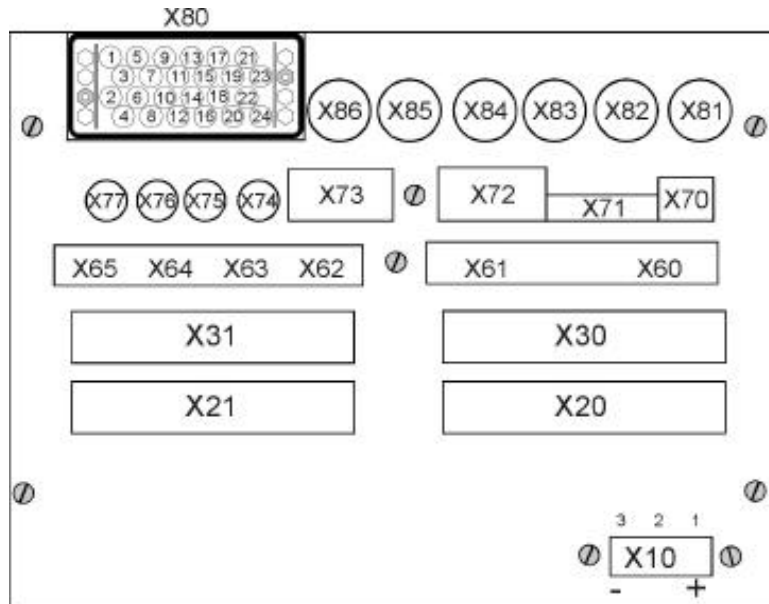 X80
1 5 9 13 17 21
3 7 11 15 19 23
2 6 10 14 18 22
4 8 12 16 20 24
X86 X85 X84 X83 X82 X81
X77 X76 X75 X74 X73 X72 X71 X70
X65 X64 X63 X62 X61 X60
X31 X30
X21 X20
3 2 1
X10
- +